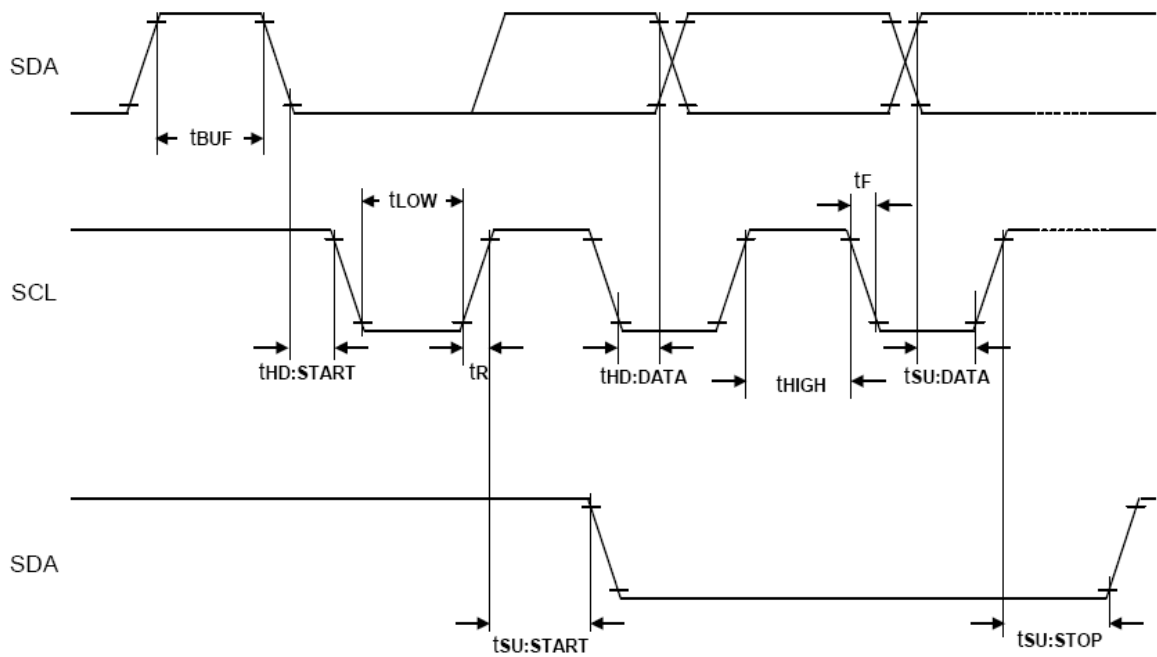 SDA
tBUF
tF
tLOW
SCL
tHD:START
tR
tHD:DATA
tHIGH
tSU:DATA
SDA
tSU:START
tSU:STOP